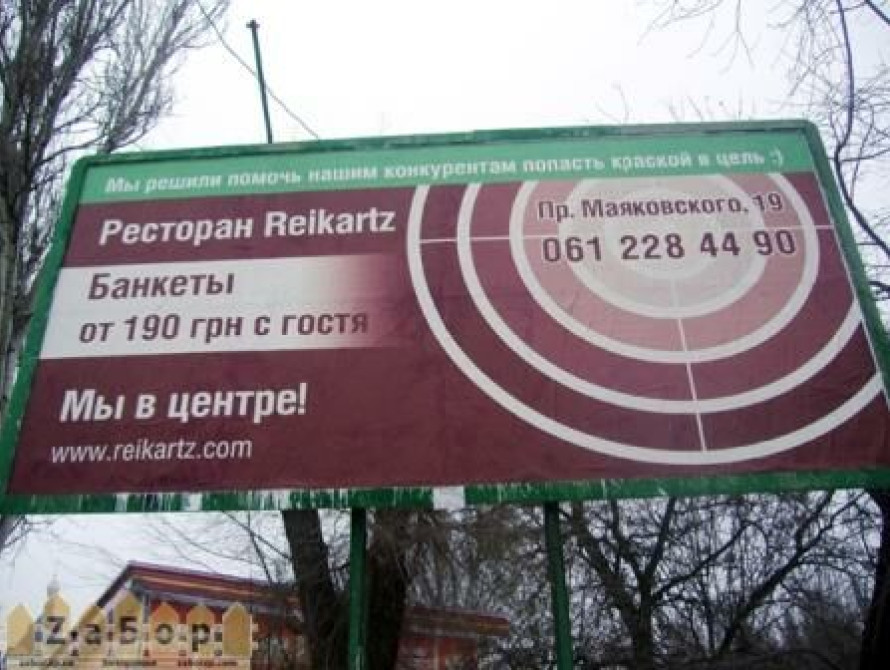 Мы решили помочь нашим конкурентам попасть краской в цель :)
Ресторан Reikartz
Пр. Маяковского, 19
061 228 44 90
Банкеты
от 190 грн с гостя
Мы в центре!
www.reikartz.com
ZaБор